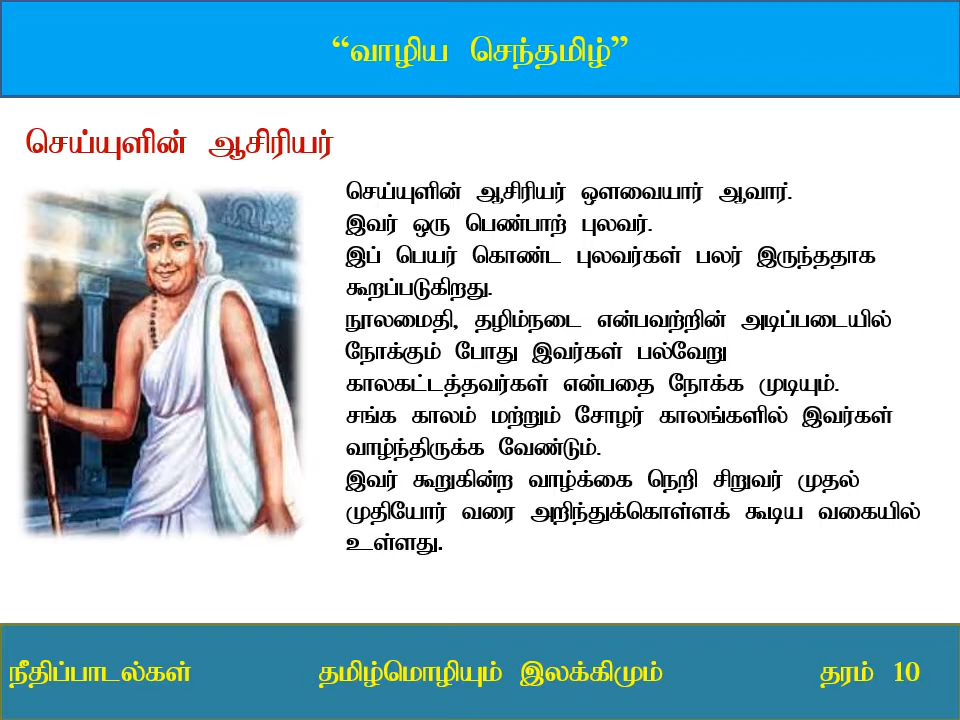 “வாழிய செந்தமிழ்”
செய்யுளின் ஆசிரியர்
செய்யுளின் ஆசிரியர் ஒளவையார் ஆவார்.
இவர் ஒரு பெண்பாற் புலவர்.
இப் பெயர் கொண்ட புலவர்கள் பலர் இருந்ததாக
கூறப்படுகிறது.
நூலமைதி, தழிம்நடை என்பவற்றின் அடிப்படையில்
நோக்கும் போது இவர்கள் பல்வேறு
காலகட்டத்தவர்கள் என்பதை நோக்க முடியும்.
சங்க காலம் மற்றும் சோழர் காலங்களில் இவர்கள்
வாழ்ந்திருக்க வேண்டும்.
இவர் கூறுகின்ற வாழ்க்கை நெறி சிறுவர் முதல்
முதியோர் வரை அறிந்துக்கொள்ளக் கூடிய வகையில்
உள்ளது.
நீதிப்பாடல்கள் தமிழ்மொழியும் இலக்கிமும் தரம் 10